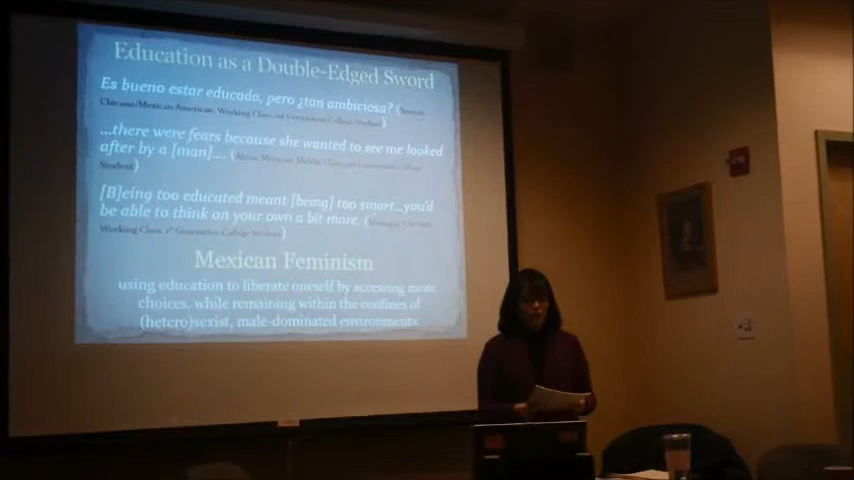 Education as a Double-Edged Sword
Es bueno estar educada, pero ¿tan ambiciosa? (
Chicana/Mexican American, Working Class, College Student)
...there were fears because she wanted to see me looked
after by a [man].... (Mexican, Middle Class, College
Student)
[B]eing too educated meant [being] too smart...you'd
be able to think on your own a bit more. (
Working Class, 1st Generation College Student)
Mexican Feminism
using education to liberate oneself by accessing more
choices, while remaining within the confines of
(hetero)sexist, male-dominated environments